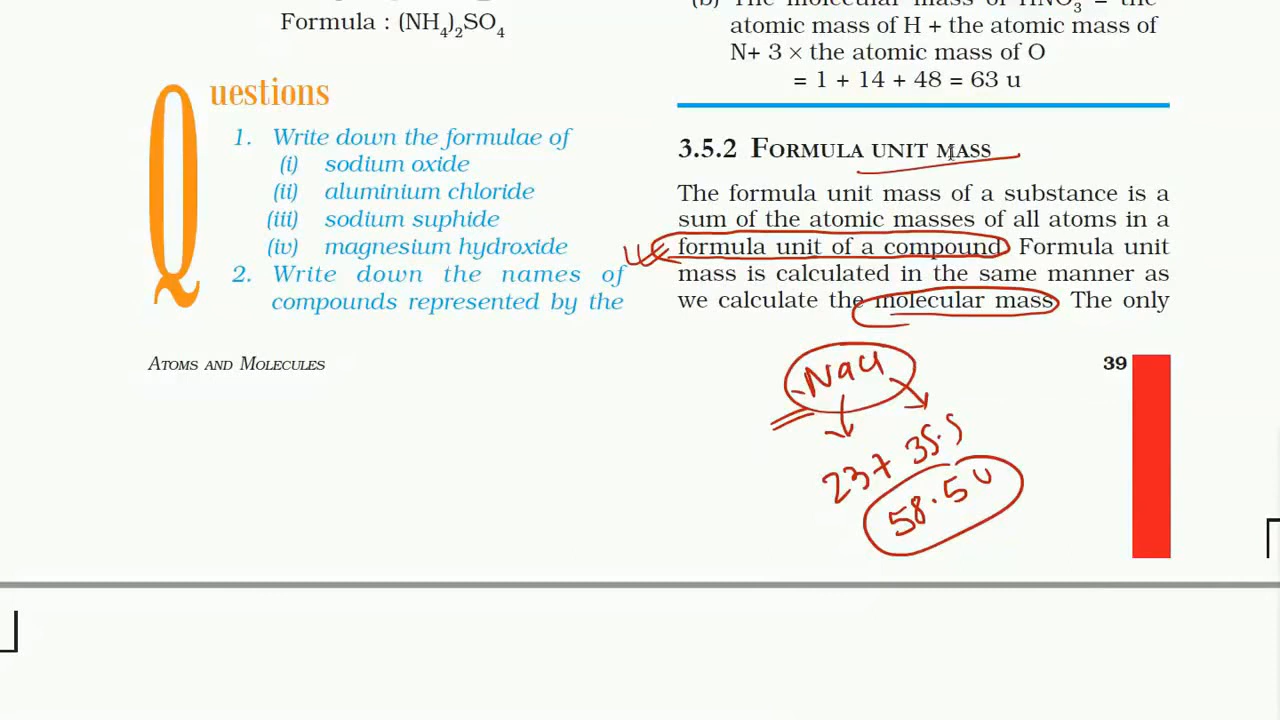 Formula : (NH4)2SO4
Questions
1. Write down the formulae of
(i) sodium oxide
(ii) aluminium chloride
(iii) sodium suphide
(iv) magnesium hydroxide
2. Write down the names of
compounds represented by the
ATOMS AND MOLECULES
(b) The molecular mass of HNO3 = the
atomic mass of H + the atomic mass of
N+ 3 × the atomic mass of O
= 1 + 14 + 48 = 63 u
3.5.2 FORMULA UNIT MASS
The formula unit mass of a substance is a
sum of the atomic masses of all atoms in a
formula unit of a compound. Formula unit
mass is calculated in the same manner as
we calculate the molecular mass. The only
NaCl
23+ 35.5
58.5 U
39